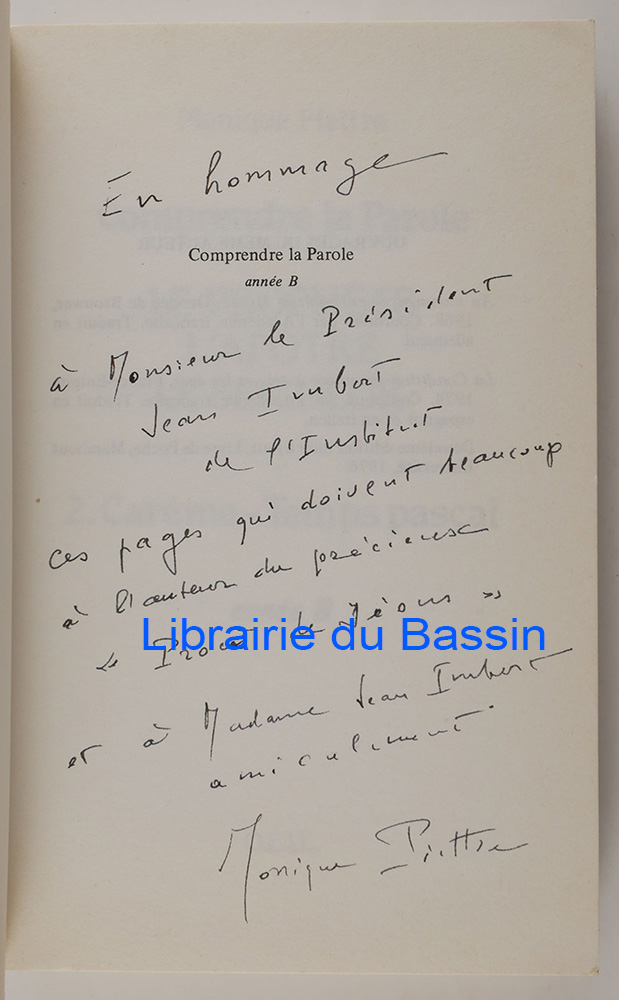 En hommage
Comprendre la Parole
année B
à Monsieur le Président
Jean Imbert
de l'Institut
ces pages qui doivent beaucoup
à l'auteur du précieux
Librairie du Bassin
« Procès de Jésus »
et à Madame Jean Imbert
amicalement.
Monique Piettre